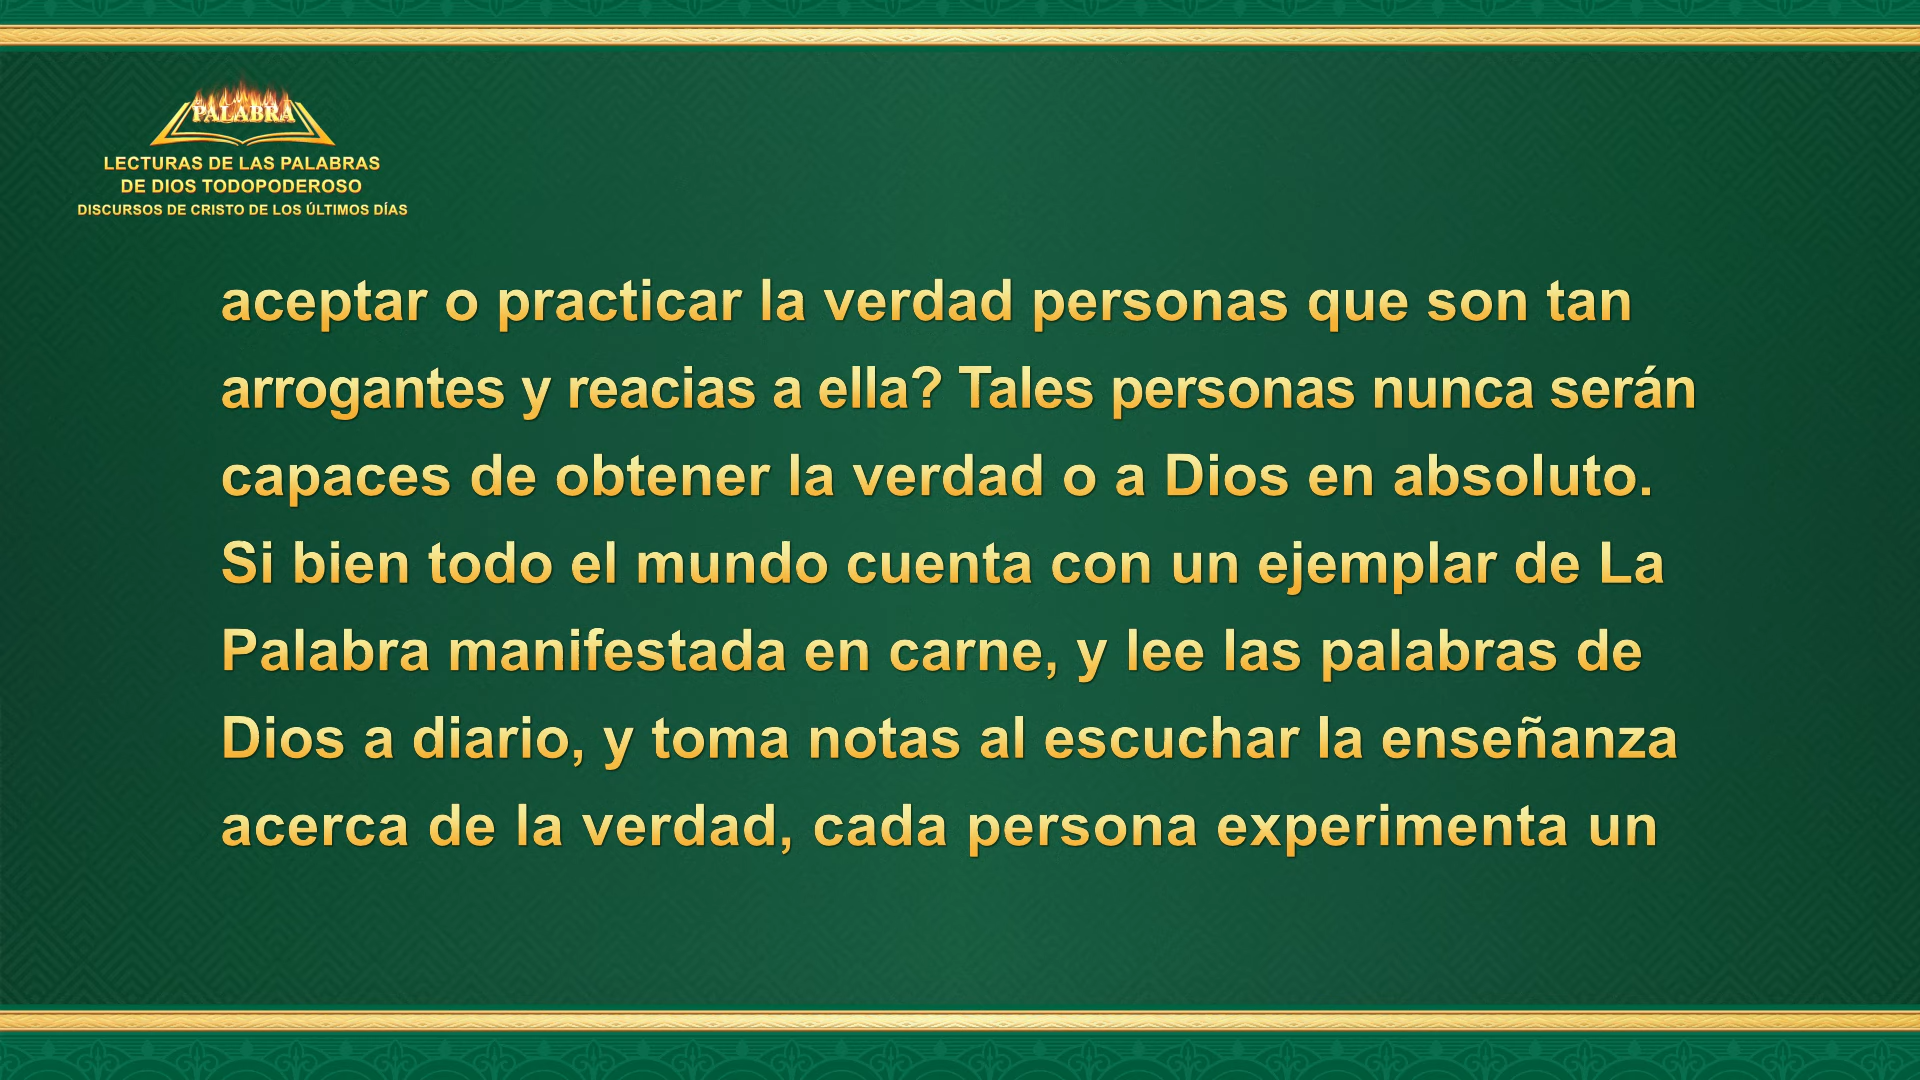 PALABRA
LECTURAS DE LAS PALABRAS
DE DIOS TODOPODEROSO
DISCURSOS DE CRISTO DE LOS ÚLTIMOS DÍAS
aceptar o practicar la verdad personas que son tan
arrogantes y reacias a ella? Tales personas nunca serán
capaces de obtener la verdad o a Dios en absoluto.
Si bien todo el mundo cuenta con un ejemplar de La
Palabra manifestada en carne, y lee las palabras de
Dios a diario, y toma notas al escuchar la enseñanza
acerca de la verdad, cada persona experimenta un